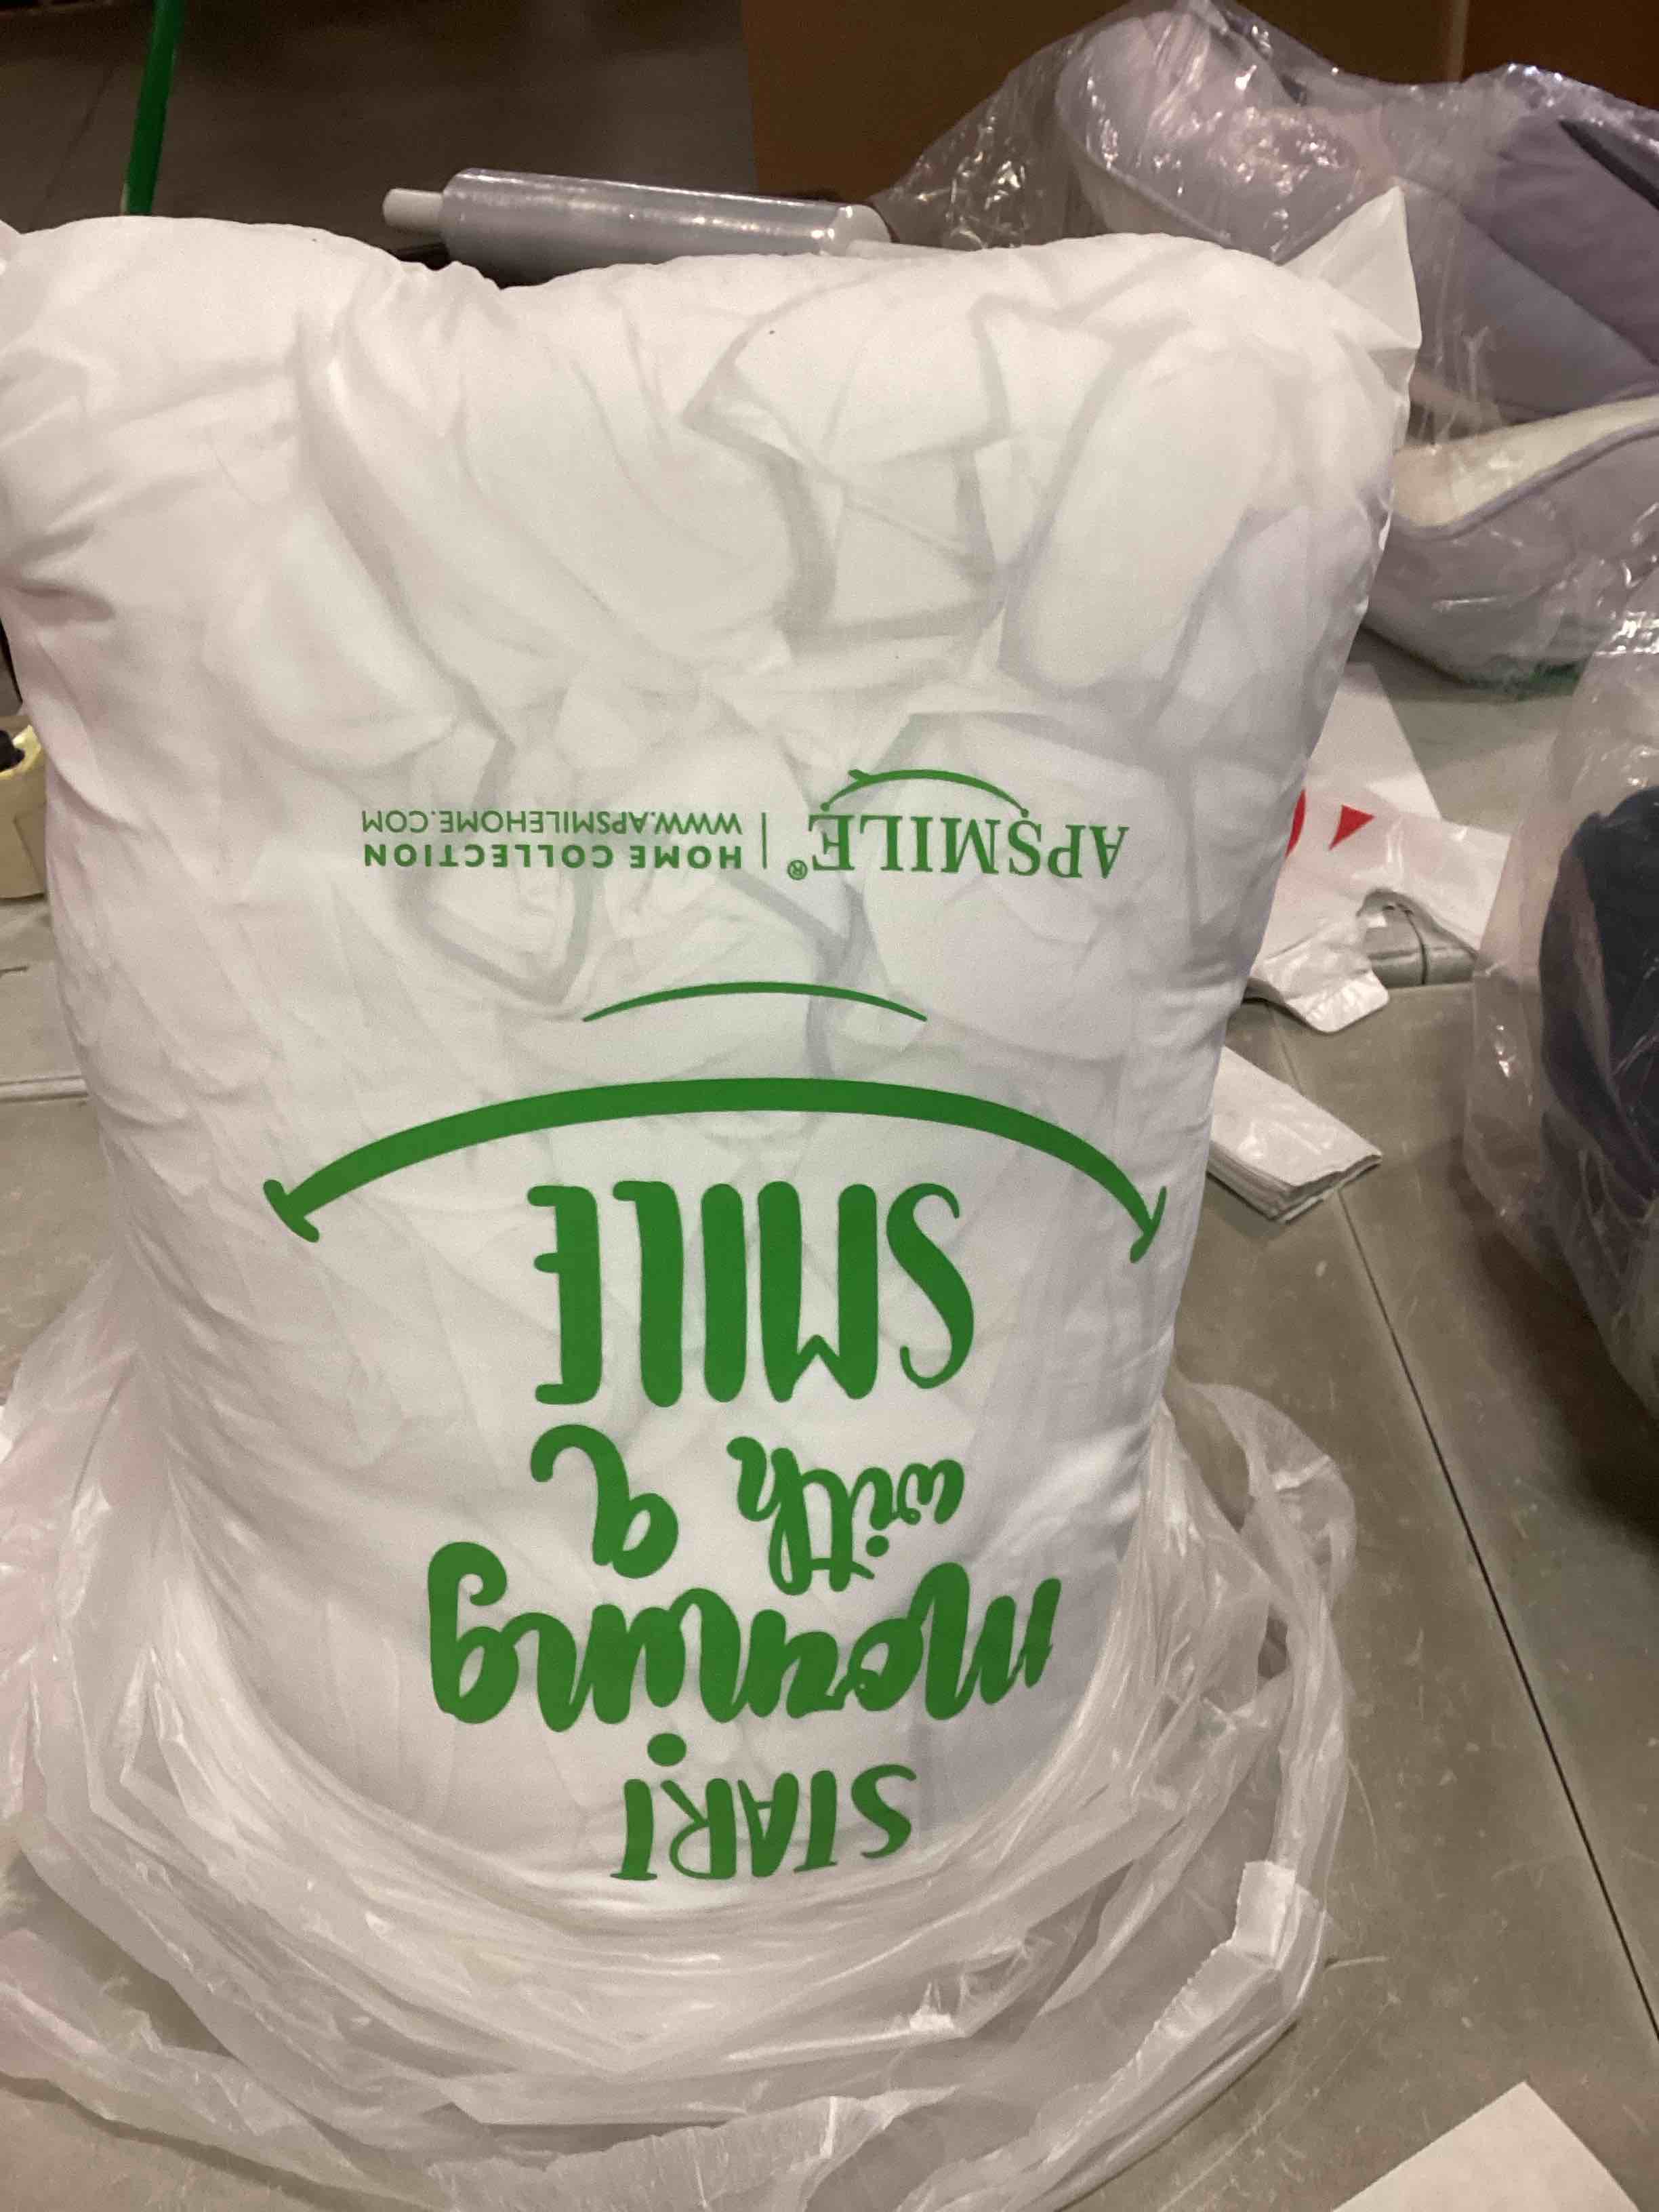 START
morning
with a
SMILE
APSMILE® | HOME COLLECTION
WWW.APSMILEHOME.COM